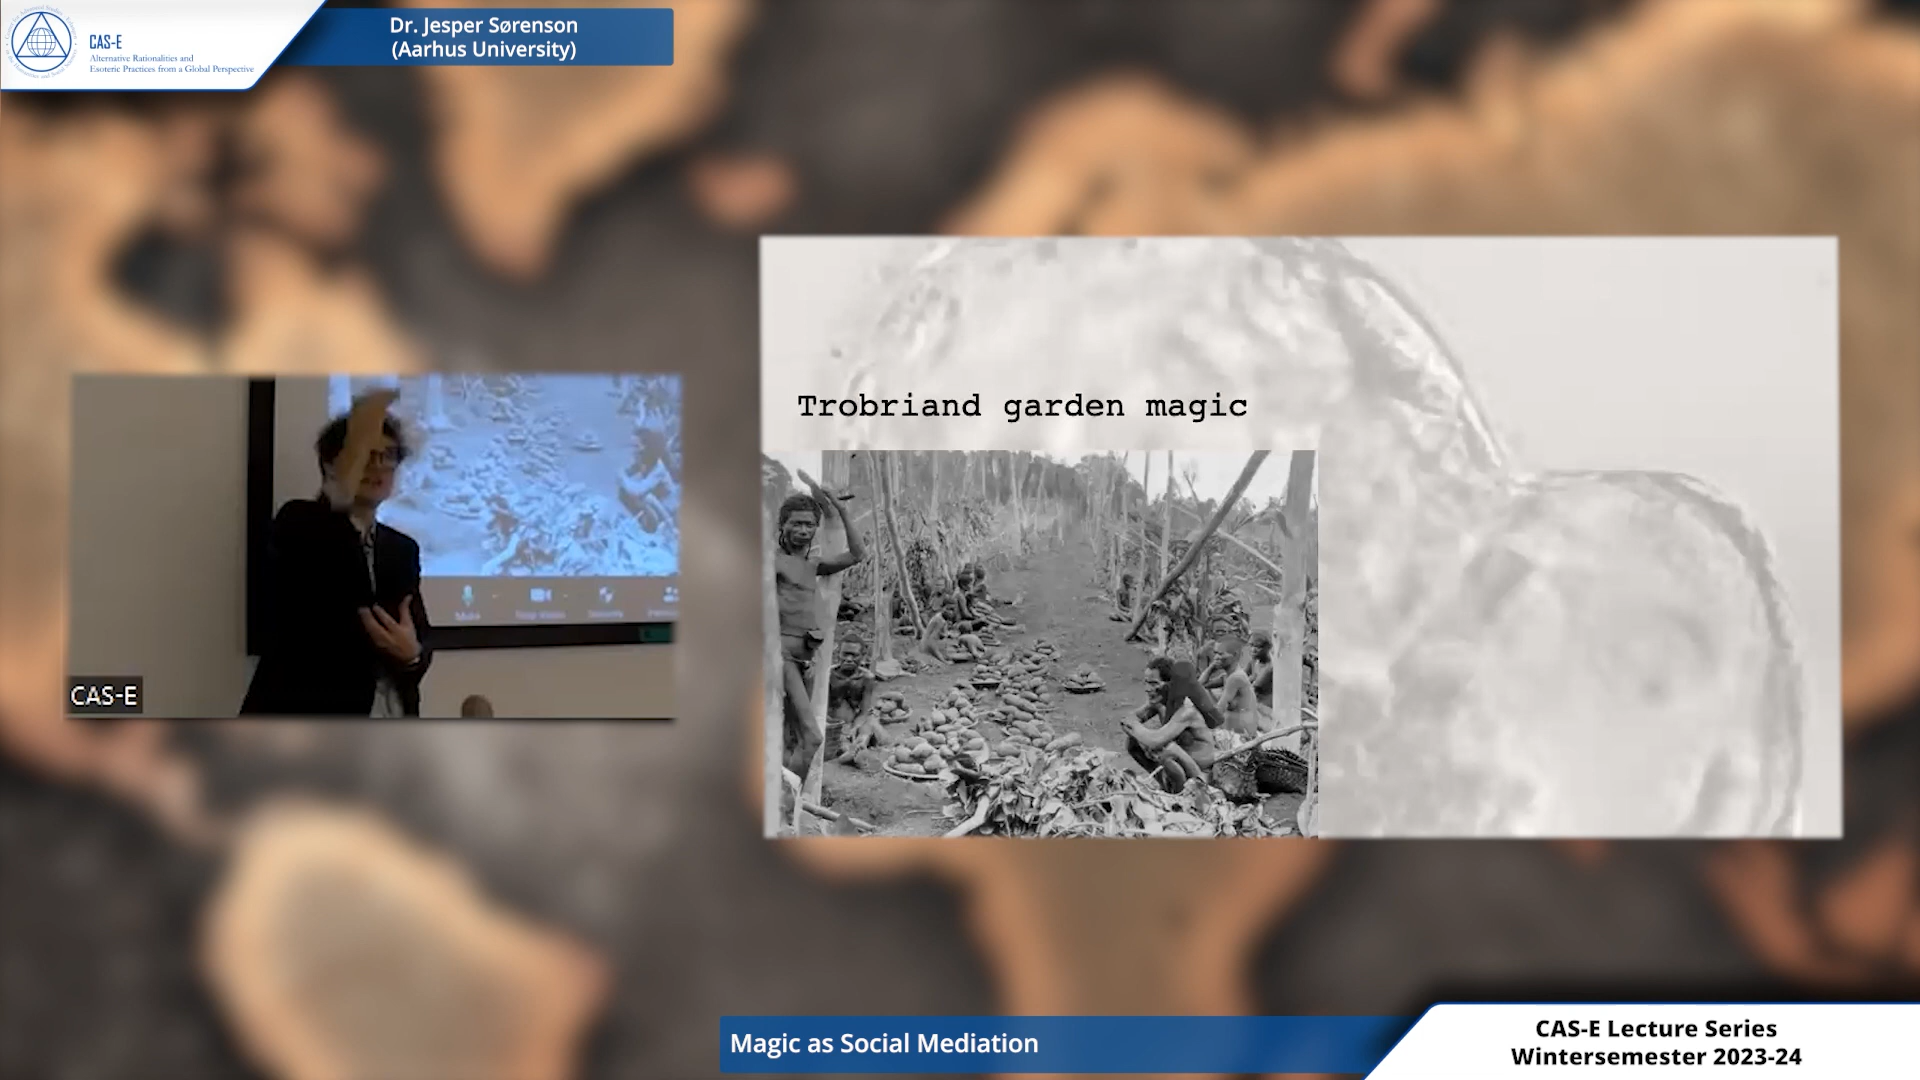 CAS-E
Alternative Rationalities and
Esoteric Practices from a Global Perspective
Dr. Jesper Sørenson
(Aarhus University)
Trobriand garden magic
CAS-E
Magic as Social Mediation
CAS-E Lecture Series
Wintersemester 2023-24